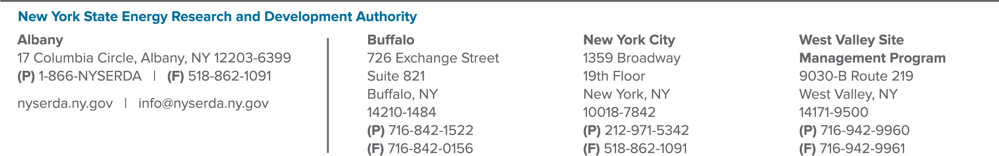 New York State Energy Research and Development Authority
Albany
17 Columbia Circle, Albany, NY 12203-6399
(P) 1-866-NYSERDA | (F) 518-862-1091
nyserda.ny.gov | info@nyserda.ny.gov
Buffalo
726 Exchange Street
Suite 821
Buffalo, NY
14210-1484
(P) 716-842-1522
(F) 716-842-0156
New York City
1359 Broadway
19th Floor
New York, NY
10018-7842
(P) 212-971-5342
(F) 518-862-1091
West Valley Site
Management Program
9030-B Route 219
West Valley, NY
14171-9500
(P) 716-942-9960
(F) 716-942-9961